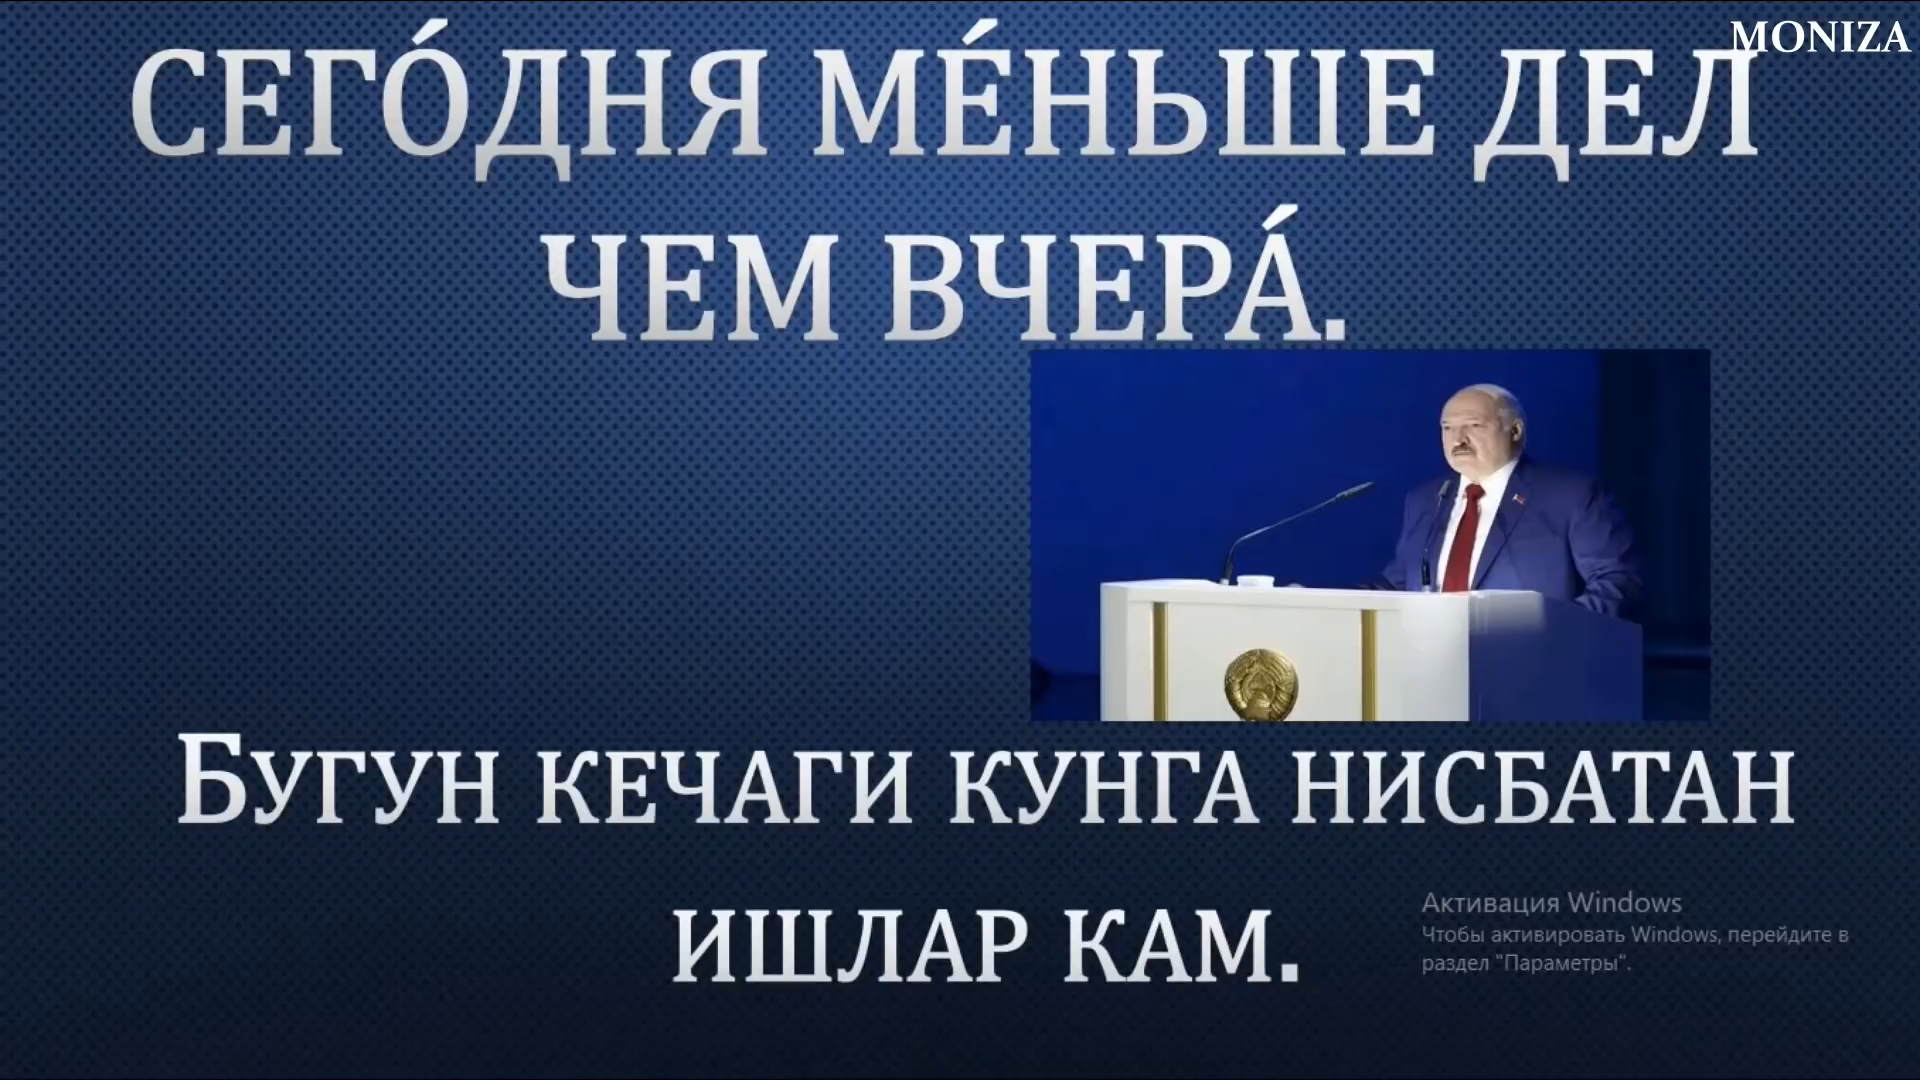 MONIZA
СЕГО́ДНЯ МЕ́НЬШЕ ДЕЛ
ЧЕМ ВЧЕРА́.
БУГУН КЕЧАГИ КУНГА НИСБАТАН
ИШЛАР КАМ.
Активация Windows
Чтобы активировать Windows, перейдите в
раздел "Параметры".